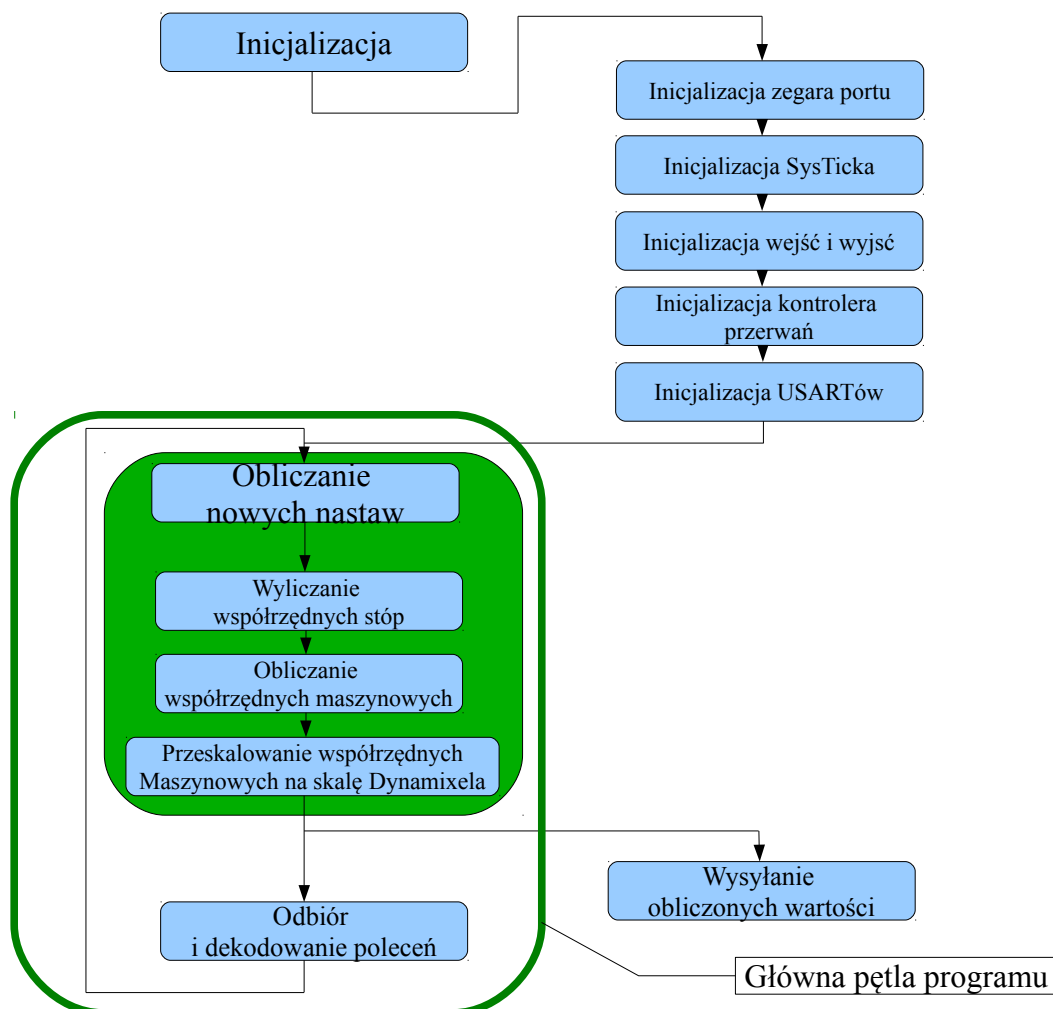 Inicjalizacja
Inicjalizacja zegara portu
Inicjalizacja SysTicka
Inicjalizacja wejść i wyjsć
Inicjalizacja kontrolera
przerwań
Inicjalizacja USARTów
Obliczanie
nowych nastaw
Wyliczanie
współrzędnych stóp
Obliczanie
współrzędnych maszynowych
Przeskalowanie współrzędnych
Maszynowych na skalę Dynamixela
Wysyłanie
obliczonych wartości
Odbiór
i dekodowanie poleceń
Główna pętla programu